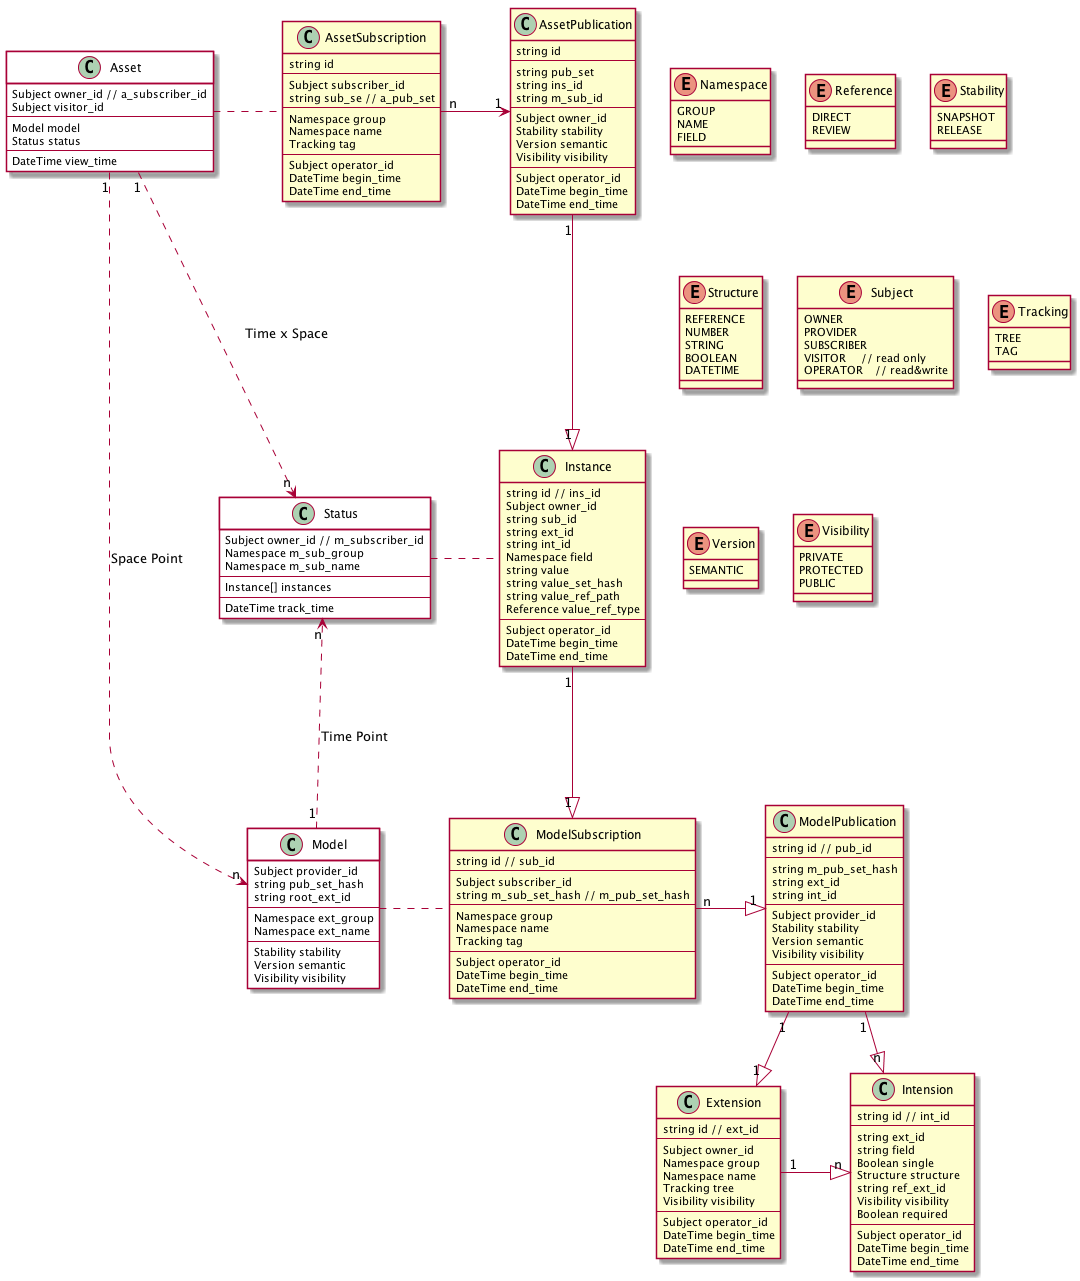 C Asset
Subject owner_id // a_subscriber_id
Subject visitor_id
Model model
Status status
DateTime view_time
C AssetSubscription
string id
Subject subscriber_id
string sub_se // a_pub_set
Namespace group
Namespace name
Tracking tag
Subject operator_id
DateTime begin_time
DateTime end_time
n
1
C AssetPublication
string id
string pub_set
string ins_id
string m_sub_id
Subject owner_id
Stability stability
Version semantic
Visibility visibility
Subject operator_id
DateTime begin_time
DateTime end_time
E Namespace
GROUP
NAME
FIELD
E Reference
DIRECT
REVIEW
E Stability
SNAPSHOT
RELEASE
1
1
1
E Structure
REFERENCE
NUMBER
STRING
BOOLEAN
DATETIME
E Subject
OWNER
PROVIDER
SUBSCRIBER
VISITOR // read only
OPERATOR // read&write
E Tracking
TREE
TAG
Time x Space
1
n
C Status
Subject owner_id // m_subscriber_id
Namespace m_sub_group
Namespace m_sub_name
Instance[] instances
DateTime track_time
C Instance
string id // ins_id
Subject owner_id
string sub_id
string ext_id
string int_id
Namespace field
string value
string value_set_hash
string value_ref_path
Reference value_ref_type
Subject operator_id
DateTime begin_time
DateTime end_time
E Version
SEMANTIC
E Visibility
PRIVATE
PROTECTED
PUBLIC
Space Point
n
1
Time Point
1
1
n
C Model
Subject provider_id
string pub_set_hash
string root_ext_id
Namespace ext_group
Namespace ext_name
Stability stability
Version semantic
Visibility visibility
C ModelSubscription
string id // sub_id
Subject subscriber_id
string m_sub_set_hash // m_pub_set_hash
Namespace group
Namespace name
Tracking tag
Subject operator_id
DateTime begin_time
DateTime end_time
n
1
C ModelPublication
string id // pub_id
string m_pub_set_hash
string ext_id
string int_id
Subject provider_id
Stability stability
Version semantic
Visibility visibility
Subject operator_id
DateTime begin_time
DateTime end_time
1
1
1
n
C Extension
string id // ext_id
Subject owner_id
Namespace group
Namespace name
Tracking tree
Visibility visibility
Subject operator_id
DateTime begin_time
DateTime end_time
1
n
C Intension
string id // int_id
string ext_id
string field
Boolean single
Structure structure
string ref_ext_id
Visibility visibility
Boolean required
Subject operator_id
DateTime begin_time
DateTime end_time